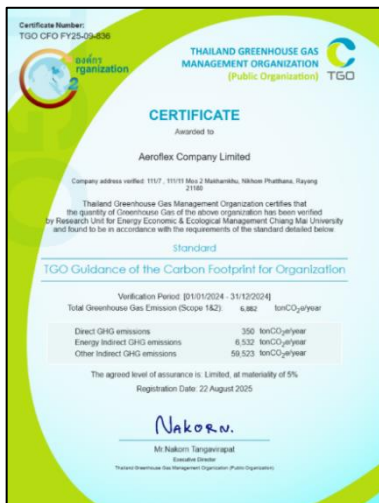 Certificate Number:
TGO CFO FY25-09-836
องค์กร
rganization
2
THAILAND GREENHOUSE GAS
MANAGEMENT ORGANIZATION
(Public Organization)
TGO
CERTIFICATE
Awarded to
Aeroflex Company Limited
Company address verified: 111/7 , 111/11 Moo 2 Makhamkhu, Nikhom Phatthana, Rayong
21180
Thailand Greenhouse Gas Management Organization certifies that
the quantity of Greenhouse Gas of the above organization has been verified
by Research Unit for Energy Economic & Ecological Management Chiang Mai University
and found to be in accordance with the requirements of the standard detailed below
Standard
TGO Guidance of the Carbon Footprint for Organization
Verification Period [01/01/2024 - 31/12/2024]
Total Greenhouse Gas Emission (Scope 1&2) 6,882 tonCO₂e/year
Direct GHG emissions 350 tonCO₂e/year
Energy Indirect GHG emissions 6,532 tonCO₂e/year
Other Indirect GHG emissions 59,523 tonCO₂e/year
The agreed level of assurance is: Limited, at materiality of 5%
Registration Date: 22 August 2025
NAKORN.
Mr.Nakorn Tangavirapat
Executive Director
Thailand Greenhouse Gas Management Organization (Public Organization)